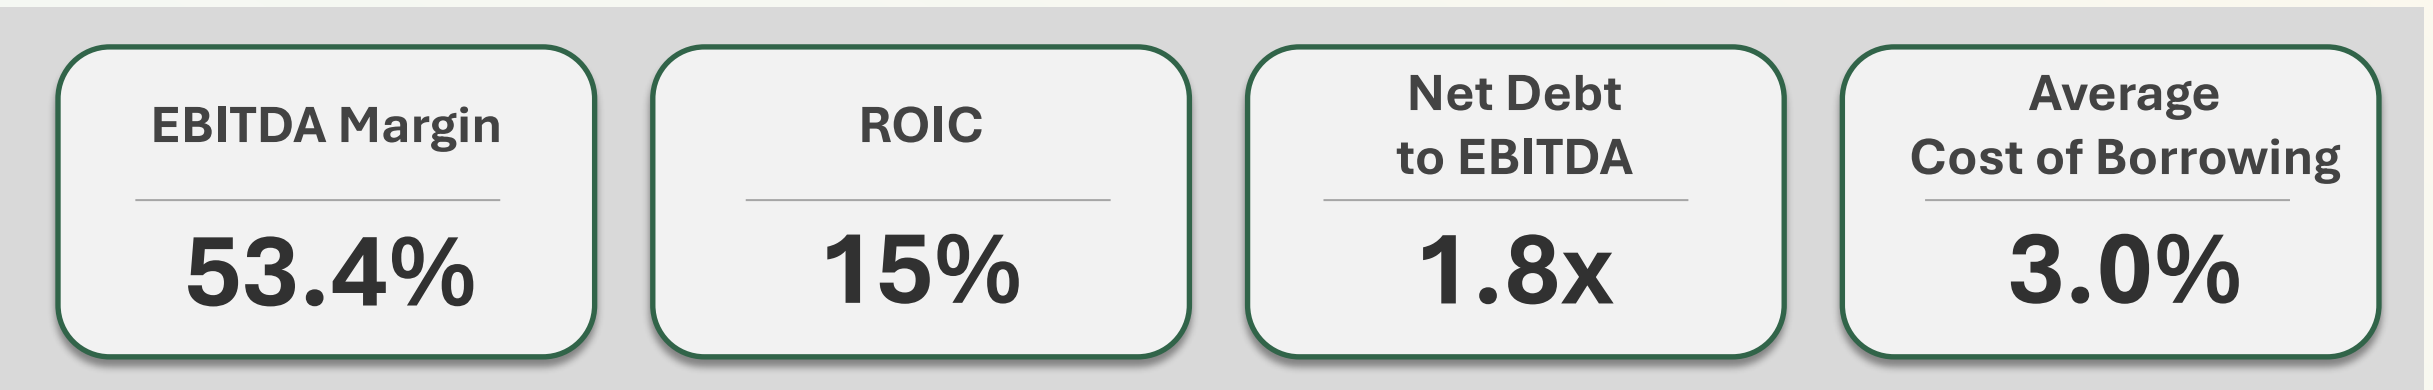 EBITDA Margin
53.4%
ROIC
15%
Net Debt
to EBITDA
1.8x
Average
Cost of Borrowing
3.0%